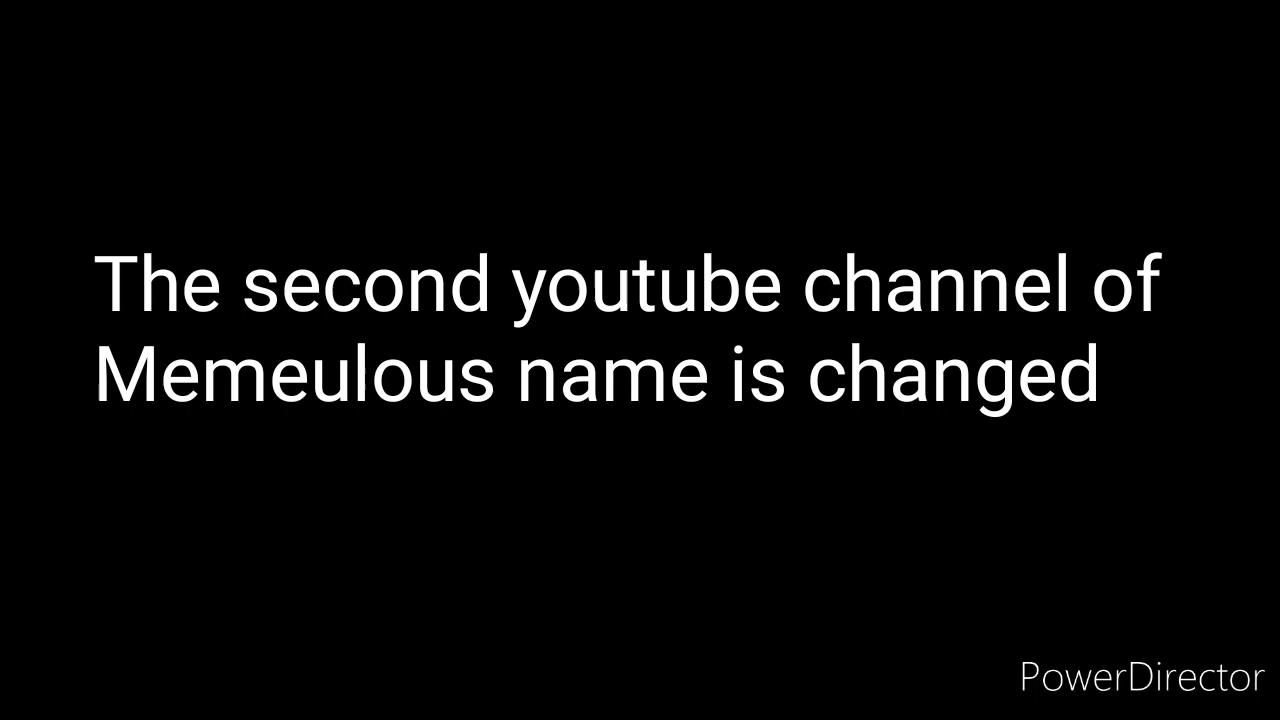 The second youtube channel of
Memeulous name is changed
PowerDirector